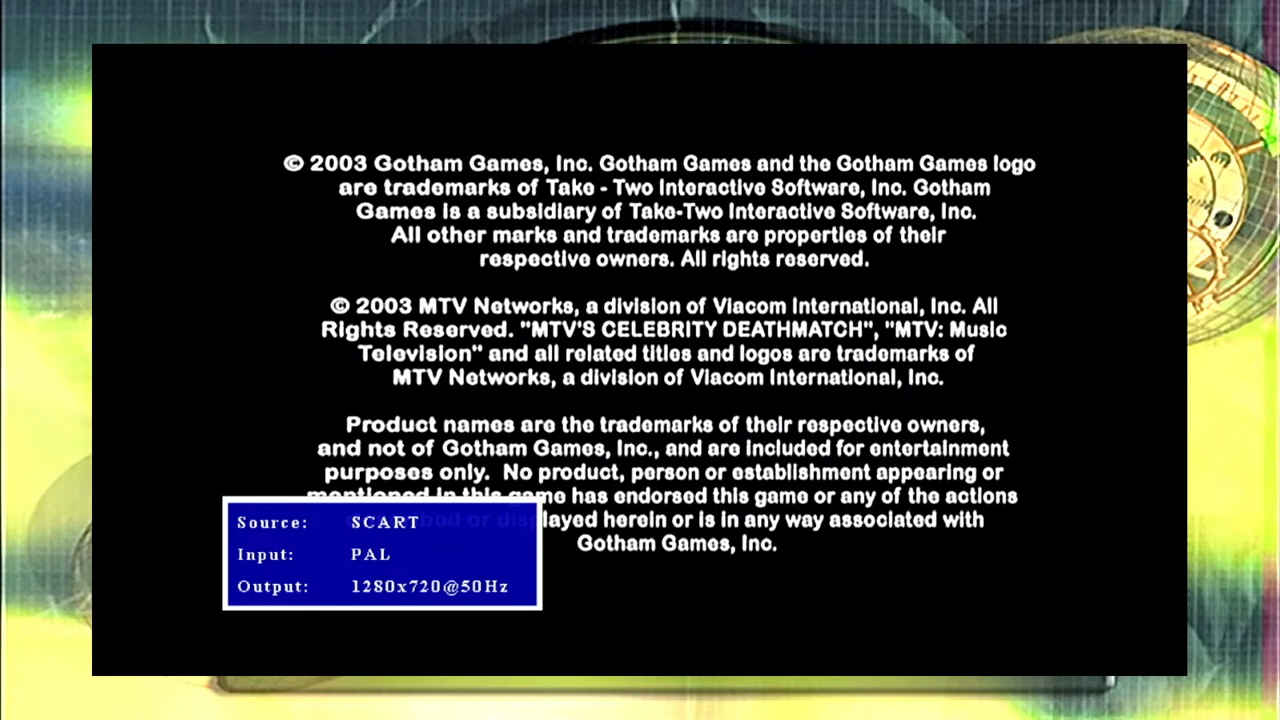 © 2003 Gotham Games, Inc. Gotham Games and the Gotham Games logo
are trademarks of Take - Two Interactive Software, Inc. Gotham
Games is a subsidiary of Take-Two Interactive Software, Inc.
All other marks and trademarks are properties of their
respective owners. All rights reserved.
© 2003 MTV Networks, a division of Viacom International, Inc. All
Rights Reserved. "MTV'S CELEBRITY DEATHMATCH", "MTV: Music
Television" and all related titles and logos are trademarks of
MTV Networks, a division of Viacom International, Inc.
Product names are the trademarks of their respective owners,
and not of Gotham Games, Inc., and are included for entertainment
purposes only. No product, person or establishment appearing or
mentioned in this game has endorsed this game or any of the actions
or displayed herein or is in any way associated with
Gotham Games, Inc.
Source: SCART
Input: PAL
Output: 1280x720@50Hz